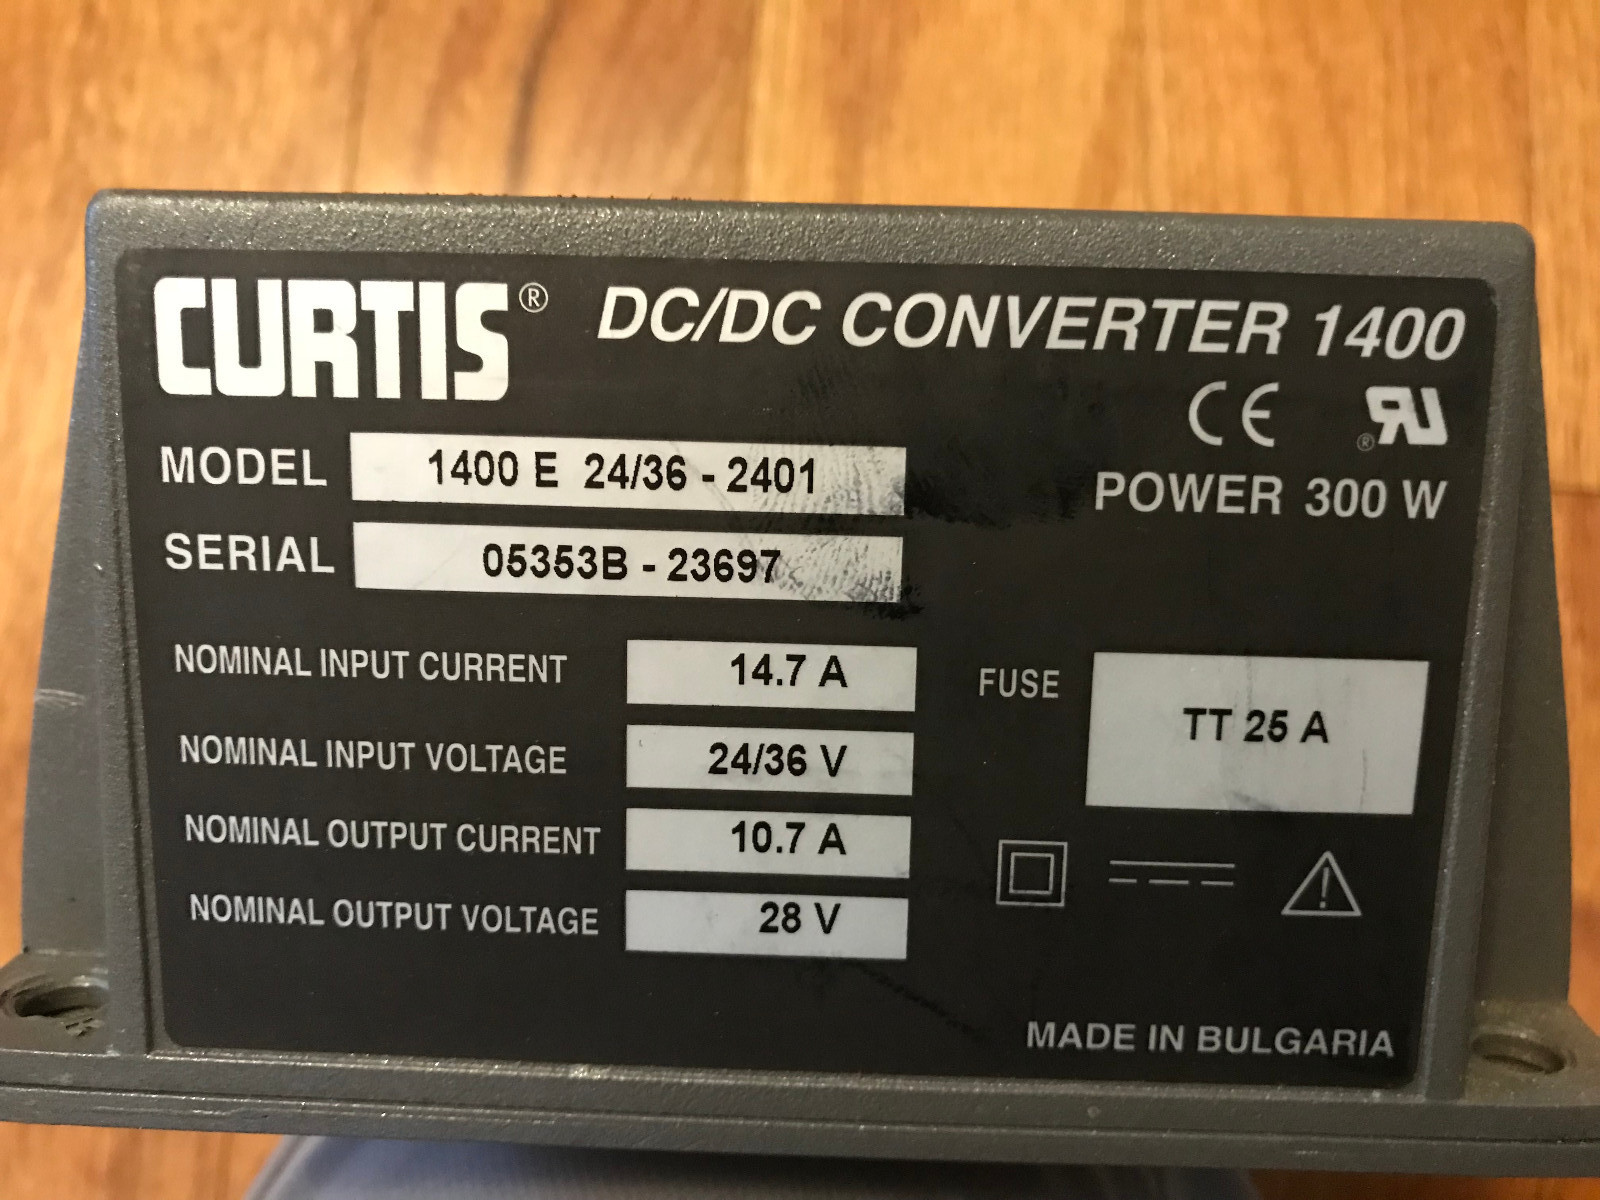 CURTIS® DC/DC CONVERTER 1400
CE ®RU
MODEL 1400 E 24/36 - 2401
POWER 300 W
SERIAL 05353B - 23697
NOMINAL INPUT CURRENT 14.7 A
FUSE TT 25 A
NOMINAL INPUT VOLTAGE 24/36 V
NOMINAL OUTPUT CURRENT 10.7 A
NOMINAL OUTPUT VOLTAGE 28 V
MADE IN BULGARIA